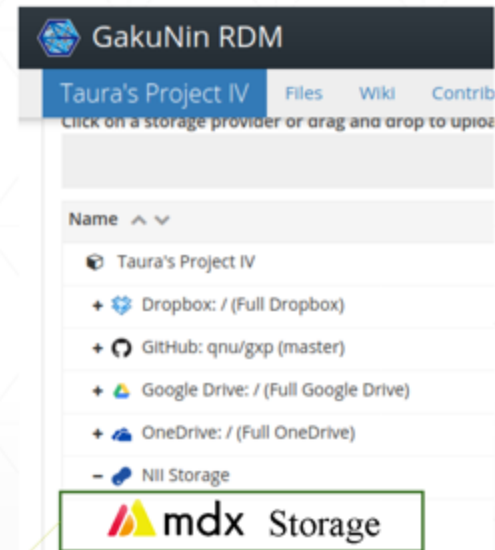 GakuNin RDM
Taura's Project IV Files Wiki Contrib
Click on a storage provider or drag and drop to uploa
Name
Taura's Project IV
+ Dropbox: / (Full Dropbox)
+ GitHub: qnu/gxp (master)
+ Google Drive: / (Full Google Drive)
+ OneDrive: / (Full OneDrive)
− NII Storage
mdx Storage